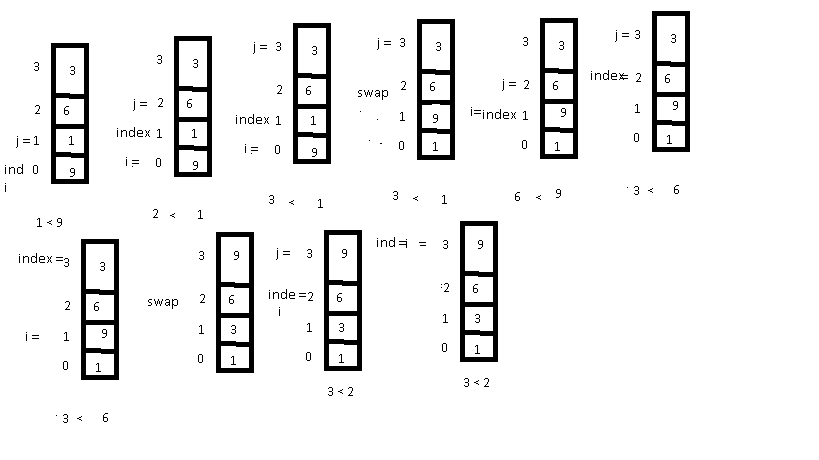 3 3
2 6
j = 1 1
ind 0 9
i
1 < 9
3 3
j = 2 6
index 1 1
i = 0 9
2 < 1
j = 3 3
2 6
index 1 1
i = 0 9
3 < 1
j = 3 3
swap 2 6
1 9
0 1
3 < 1
3 3
j = 2 6
i= index 1 9
0 1
6 < 9
j = 3 3
index= 2 6
1 9
0 1
3 < 6
index = 3 3
2 6
i = 1 9
0 1
3 < 6
3 9
swap 2 6
1 3
0 1
j = 3 9
inde = 2 6
i
1 3
0 1
3 < 2
ind =i = 3 9
2 6
1 3
0 1
3 < 2